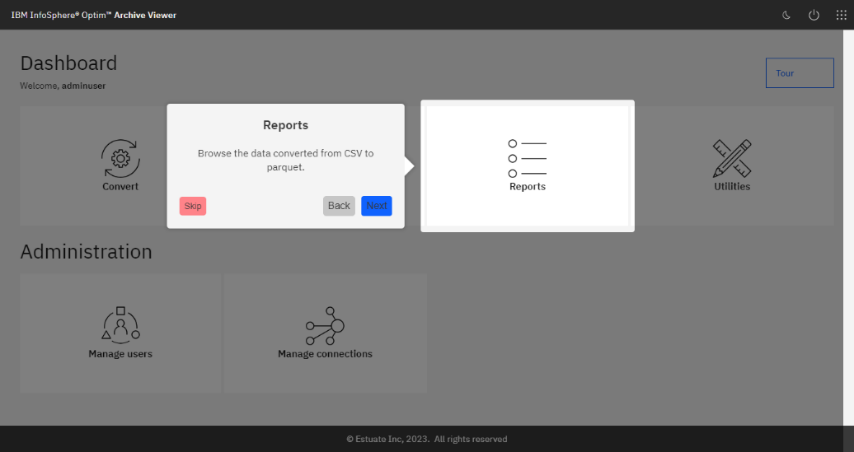 IBM InfoSphere® Optim™ Archive Viewer
Dashboard
Welcome, adminuser
Tour
Reports
Browse the data converted from CSV to
parquet.
Skip
Back
Next
Convert
Reports
Utilities
Administration
Manage users
Manage connections
© Estuate Inc, 2023. All rights reserved